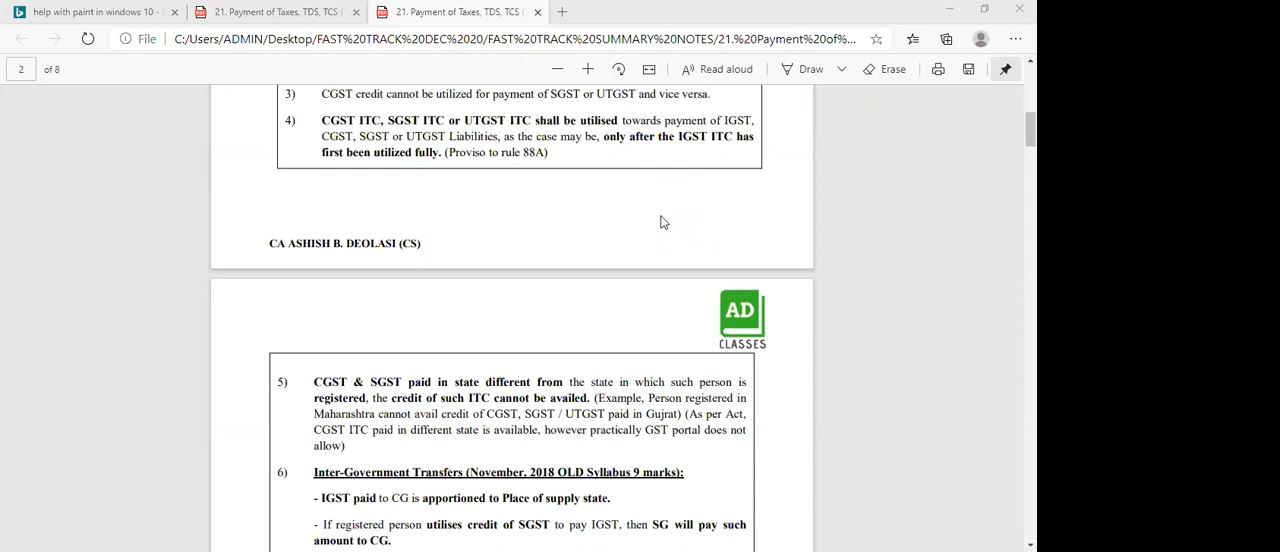 help with paint in windows 10 -
21. Payment of Taxes, TDS, TCS (
21. Payment of Taxes, TDS, TCS (
File
C:/Users/ADMIN/Desktop/FAST%20TRACK%20DEC%2020/FAST%20TRACK%20SUMMARY%20NOTES/21.%20Payment%20of%...
2 of 8
Read aloud
Draw
Erase
3) CGST credit cannot be utilized for payment of SGST or UTGST and vice versa.
4) CGST ITC, SGST ITC or UTGST ITC shall be utilised towards payment of IGST,
CGST, SGST or UTGST Liabilities, as the case may be, only after the IGST ITC has
first been utilized fully. (Proviso to rule 88A)
CA ASHISH B. DEOLASI (CS)
AD
CLASSES
5) CGST & SGST paid in state different from the state in which such person is
registered, the credit of such ITC cannot be availed. (Example, Person registered in
Maharashtra cannot avail credit of CGST, SGST / UTGST paid in Gujrat) (As per Act,
CGST ITC paid in different state is available, however practically GST portal does not
allow)
6) Inter-Government Transfers (November, 2018 OLD Syllabus 9 marks):
- IGST paid to CG is apportioned to Place of supply state.
- If registered person utilises credit of SGST to pay IGST, then SG will pay such
amount to CG.